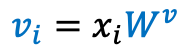 vᵢ = xᵢWᵛ